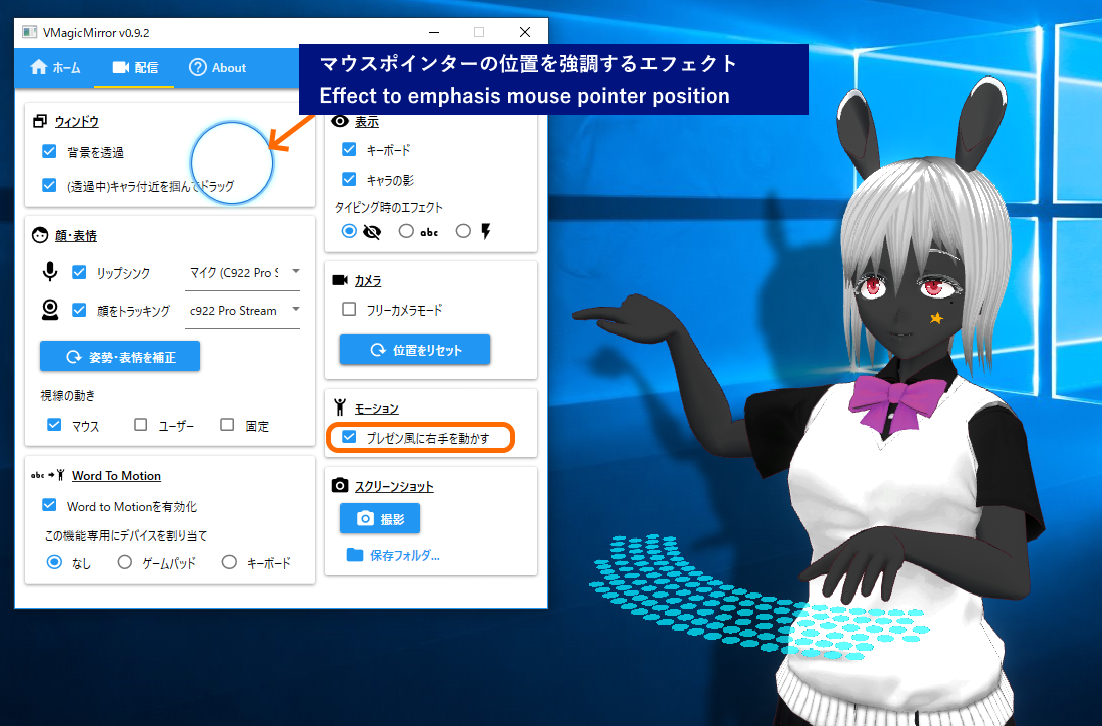 VMagicMirror v0.9.2
ホーム
配信
About
マウスポインターの位置を強調するエフェクト
Effect to emphasis mouse pointer position
ウィンドウ
背景を透過
(透過中)キャラ付近を掴んでドラッグ
顔・表情
リップシンク
マイク (C922 Pro S
顔をトラッキング
c922 Pro Stream
姿勢・表情を補正
視線の動き
マウス
ユーザー
固定
abc
Word To Motion
Word to Motionを有効化
この機能専用にデバイスを割り当て
なし
ゲームパッド
キーボード
表示
キーボード
キャラの影
タイピング時のエフェクト
abc
カメラ
フリーカメラモード
位置をリセット
モーション
プレゼン風に右手を動かす
スクリーンショット
撮影
保存フォルダ...